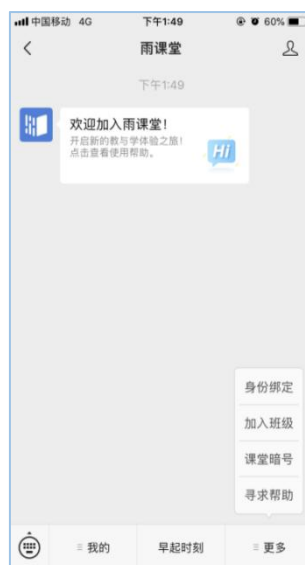 中国移动 4G 下午1:49 60%
雨课堂
下午1:49
欢迎加入雨课堂!
开启新的教与学体验之旅!
点击查看使用帮助。
Hi
身份绑定
加入班级
课堂暗号
寻求帮助
我的 早起时刻 更多